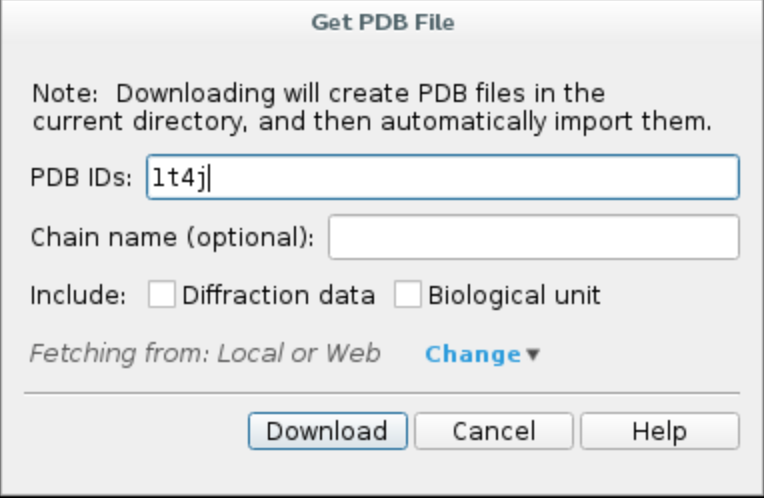 Get PDB File
Note: Downloading will create PDB files in the
current directory, and then automatically import them.
PDB IDs: 1t4j
Chain name (optional):
Include: Diffraction data Biological unit
Fetching from: Local or Web Change ▾
Download Cancel Help